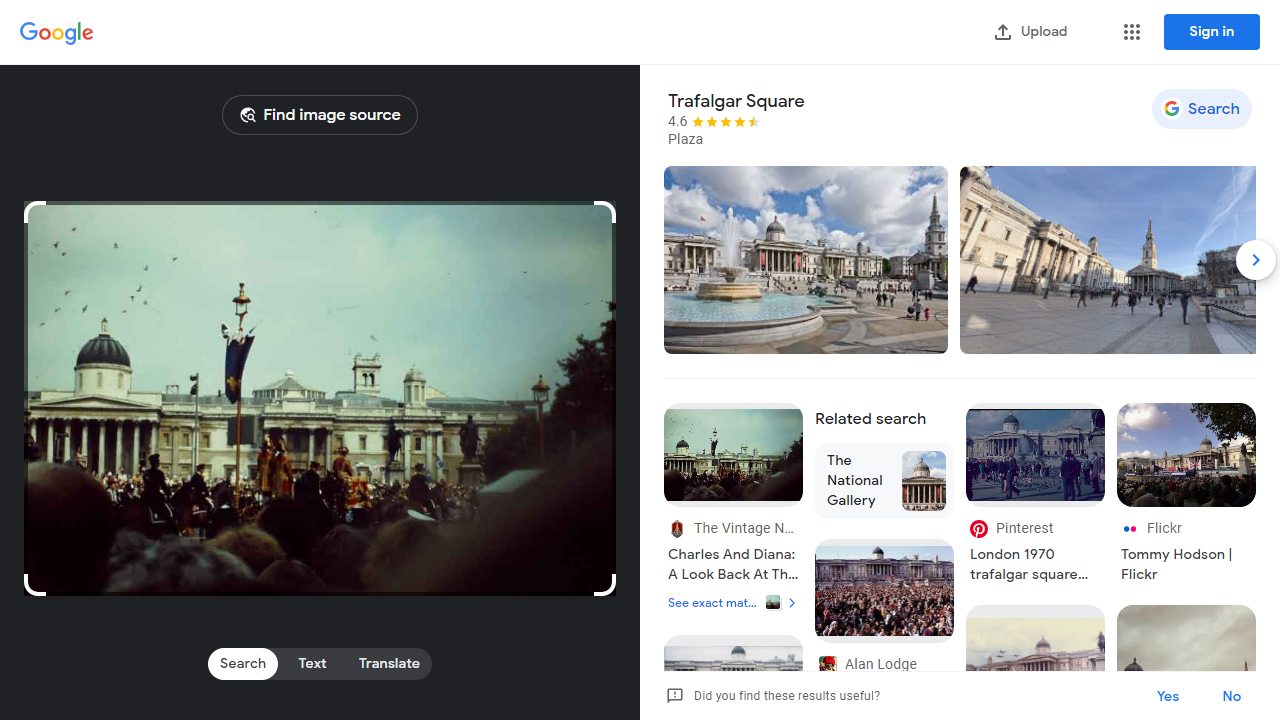 Google
Upload
Sign in
Find image source
Search
Text
Translate
Trafalgar Square
4.6
Plaza
Search
The Vintage N...
Charles And Diana:
A Look Back At Th...
See exact mat...
Related search
The
National
Gallery
Alan Lodge
Pinterest
London 1970
trafalgar square...
Flickr
Tommy Hodson |
Flickr
Did you find these results useful?
Yes
No